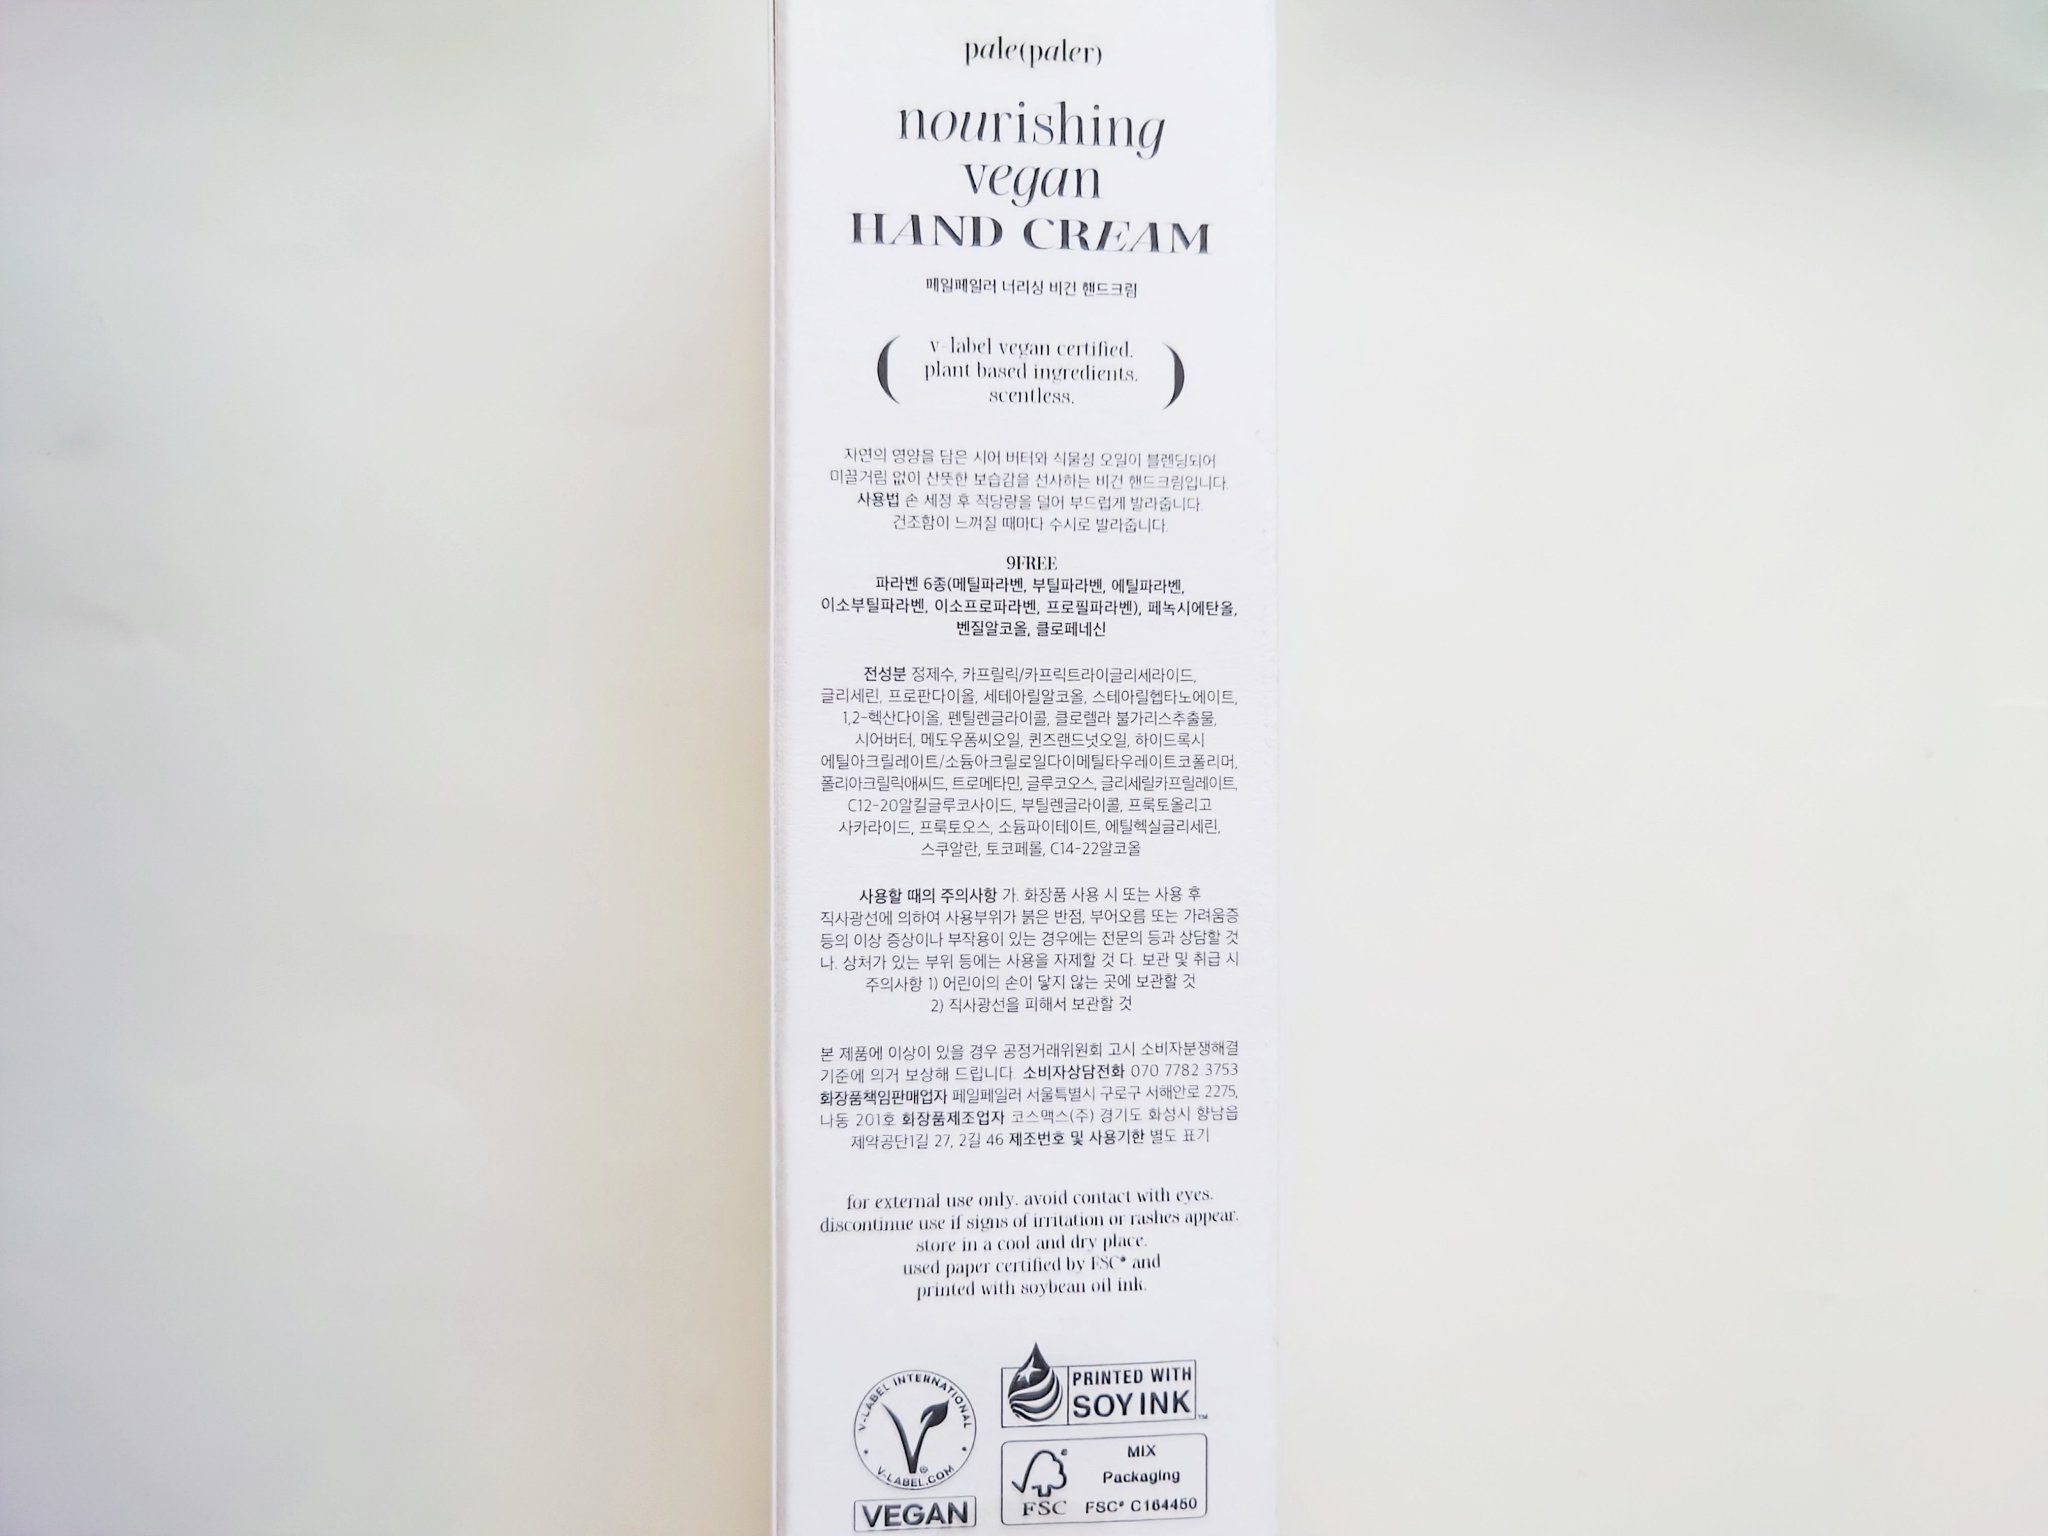 pale(paler)
nourishing
vegan
HAND CREAM
페일페일러 너리싱 비건 핸드크림
v-label vegan certified.
plant based ingredients.
scentless.
자연의 영양을 담은 시어 버터와 식물성 오일이 블렌딩되어
미끌거림 없이 산뜻한 보습감을 선사하는 비건 핸드크림입니다.
사용법 손 세정 후 적당량을 덜어 부드럽게 발라줍니다.
건조함이 느껴질 때마다 수시로 발라줍니다.
9FREE
파라벤 6종(메틸파라벤, 부틸파라벤, 에틸파라벤,
이소부틸파라벤, 이소프로파라벤, 프로필파라벤), 페녹시에탄올,
벤질알코올, 클로페네신
전성분 정제수, 카프릴릭/카프릭트라이글리세라이드,
글리세린, 프로판다이올, 세테아릴알코올, 스테아릴헵타노에이트,
1,2-헥산다이올, 펜틸렌글라이콜, 클로렐라 불가리스추출물,
시어버터, 메도우폼씨오일, 퀸즈랜드넛오일, 하이드록시
에틸아크릴레이트/소듐아크릴로일다이메틸타우레이트코폴리머,
폴리아크릴릭애씨드, 트로메타민, 글루코오스, 글리세릴카프릴레이트,
C12-20알킬글루코사이드, 부틸렌글라이콜, 프룩토올리고
사카라이드, 프룩토오스, 소듐파이테이트, 에틸헥실글리세린,
스쿠알란, 토코페롤, C14-22알코올
사용할 때의 주의사항 가. 화장품 사용 시 또는 사용 후
직사광선에 의하여 사용부위가 붉은 반점, 부어오름 또는 가려움증
등의 이상 증상이나 부작용이 있는 경우에는 전문의 등과 상담할 것
나. 상처가 있는 부위 등에는 사용을 자제할 것 다. 보관 및 취급 시
주의사항 1) 어린이의 손이 닿지 않는 곳에 보관할 것
2) 직사광선을 피해서 보관할 것
본 제품에 이상이 있을 경우 공정거래위원회 고시 소비자분쟁해결
기준에 의거 보상해 드립니다. 소비자상담전화 070 7782 3753
화장품책임판매업자 페일페일러 서울특별시 구로구 서해안로 2275,
나동 201호 화장품제조업자 코스맥스(주) 경기도 화성시 향남읍
제약공단1길 27, 2길 46 제조번호 및 사용기한 별도 표기
for external use only. avoid contact with eyes.
discontinue use if signs of irritation or rashes appear.
store in a cool and dry place.
used paper certified by FSC® and
printed with soybean oil ink.
V-LABEL INTERNATIONAL
V-LABEL.COM
VEGAN
PRINTED WITH
SOY INK™
FSC
MIX
Packaging
FSC® C164450